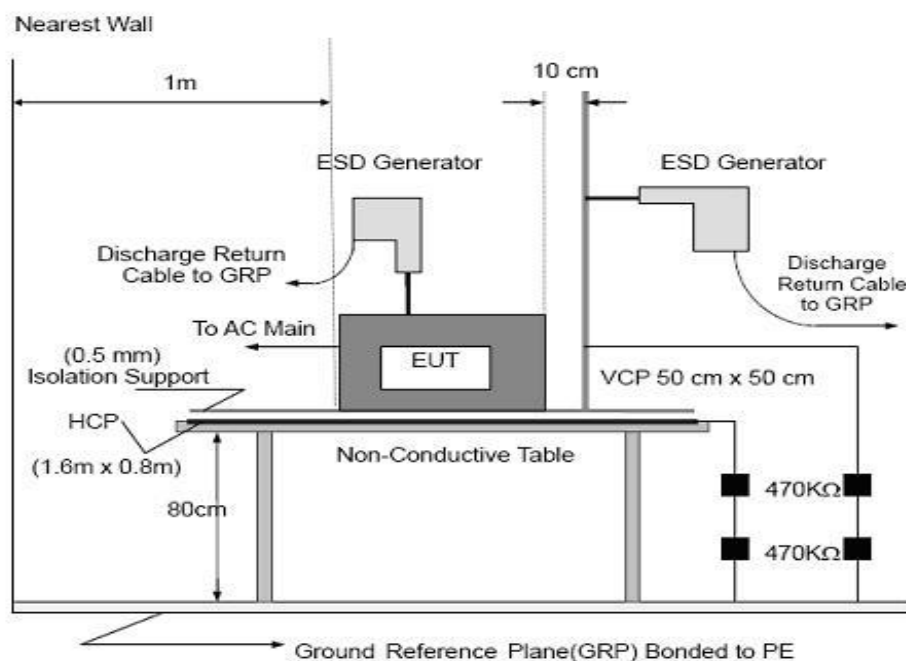 Nearest Wall
1m
10 cm
ESD Generator
ESD Generator
Discharge Return
Cable to GRP
Discharge
Return Cable
to GRP
To AC Main
EUT
(0.5 mm)
Isolation Support
VCP 50 cm x 50 cm
HCP
(1.6m x 0.8m)
Non-Conductive Table
80cm
470KΩ
470KΩ
Ground Reference Plane(GRP) Bonded to PE